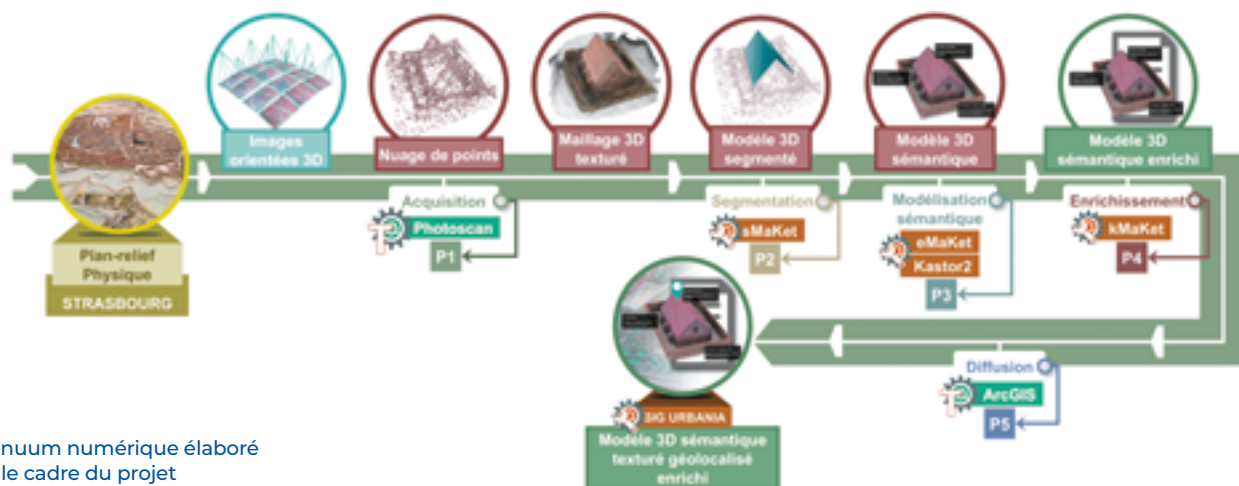 Images
orientées 3D
Nuage de points
Maillage 3D
texturé
Modèle 3D
segmenté
Modèle 3D
sémantique
Modèle 3D
sémantique enrichi
Plan-relief
Physique
STRASBOURG
Acquisition
Photoscan
P1
Segmentation
sMaKet
P2
Modélisation
sémantique
eMaKet
Kastor2
P3
Enrichissement
kMaKet
P4
Diffusion
ArcGIS
P5
SIG URBANIA
Modèle 3D sémantique
texturé géolocalisé
enrichi
nuum numérique élaboré
le cadre du projet